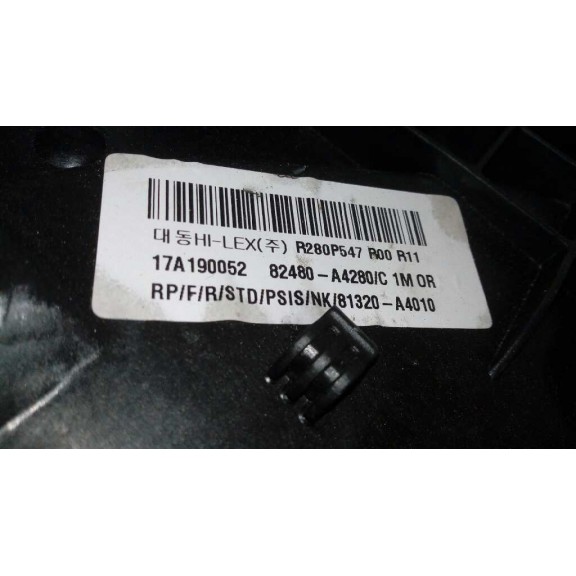 대동HI-LEX(주) R280P547 R00 R11
17A190052 82480-A4280/C 1M OR
RP/F/R/STD/PSIS/NK/81320-A4010